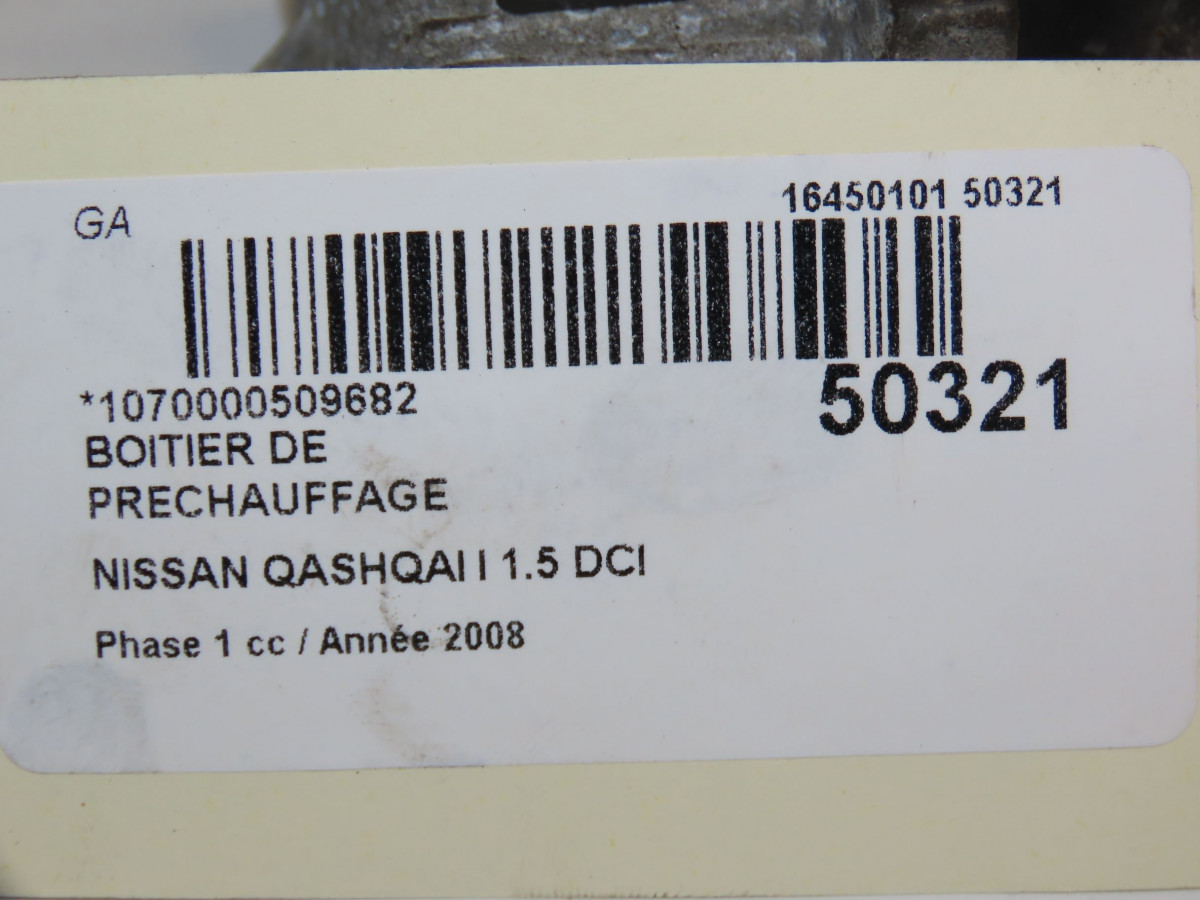 GA
16450101 50321
*1070000509682
50321
BOITIER DE
PRECHAUFFAGE
NISSAN QASHQAI I 1.5 DCI
Phase 1 cc / Année 2008